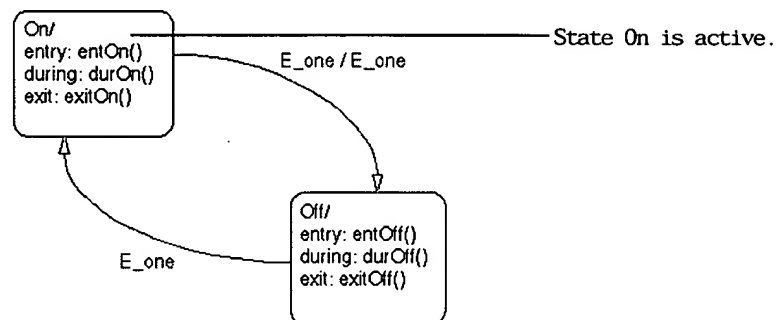 On/
entry: entOn()
during: durOn()
exit: exitOn()
State On is active.
E_one / E_one
Off/
entry: entOff()
during: durOff()
exit: exitOff()
E_one